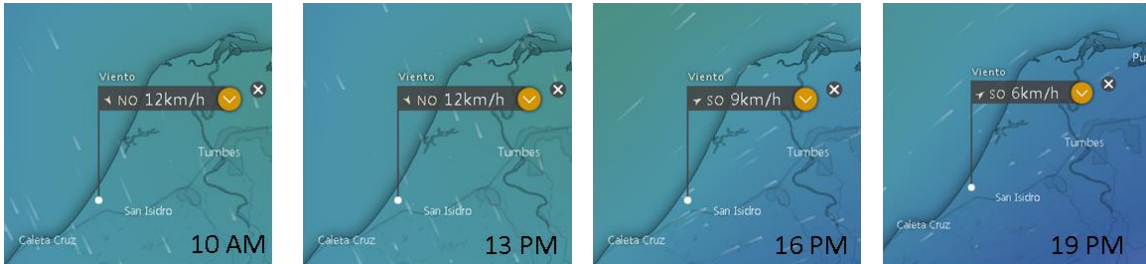 Viento
NO 12km/h
Tumbes
San Isidro
Caleta Cruz
10 AM
Viento
NO 12km/h
Tumbes
San Isidro
Caleta Cruz
13 PM
Viento
SO 9km/h
Tumbes
San Isidro
Caleta Cruz
16 PM
Pu
Viento
SO 6km/h
Tumbes
San Isidro
Caleta Cruz
19 PM